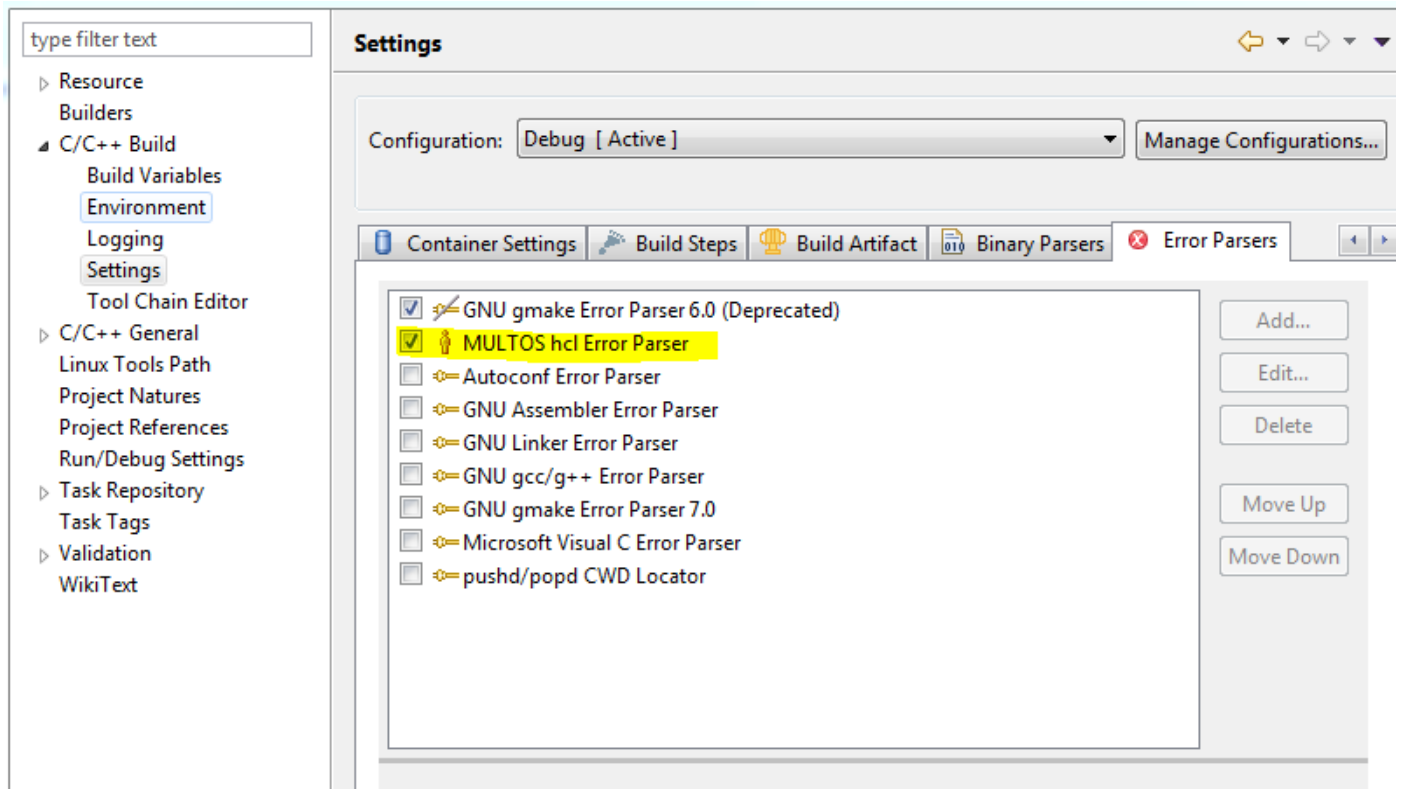 type filter text
Resource
Builders
C/C++ Build
Build Variables
Environment
Logging
Settings
Tool Chain Editor
C/C++ General
Linux Tools Path
Project Natures
Project References
Run/Debug Settings
Task Repository
Task Tags
Validation
WikiText
Settings
Configuration: Debug [ Active ] Manage Configurations...
Container Settings Build Steps Build Artifact 010 Binary Parsers Error Parsers
GNU gmake Error Parser 6.0 (Deprecated)
MULTOS hcl Error Parser
Autoconf Error Parser
GNU Assembler Error Parser
GNU Linker Error Parser
GNU gcc/g++ Error Parser
GNU gmake Error Parser 7.0
Microsoft Visual C Error Parser
pushd/popd CWD Locator
Add...
Edit...
Delete
Move Up
Move Down